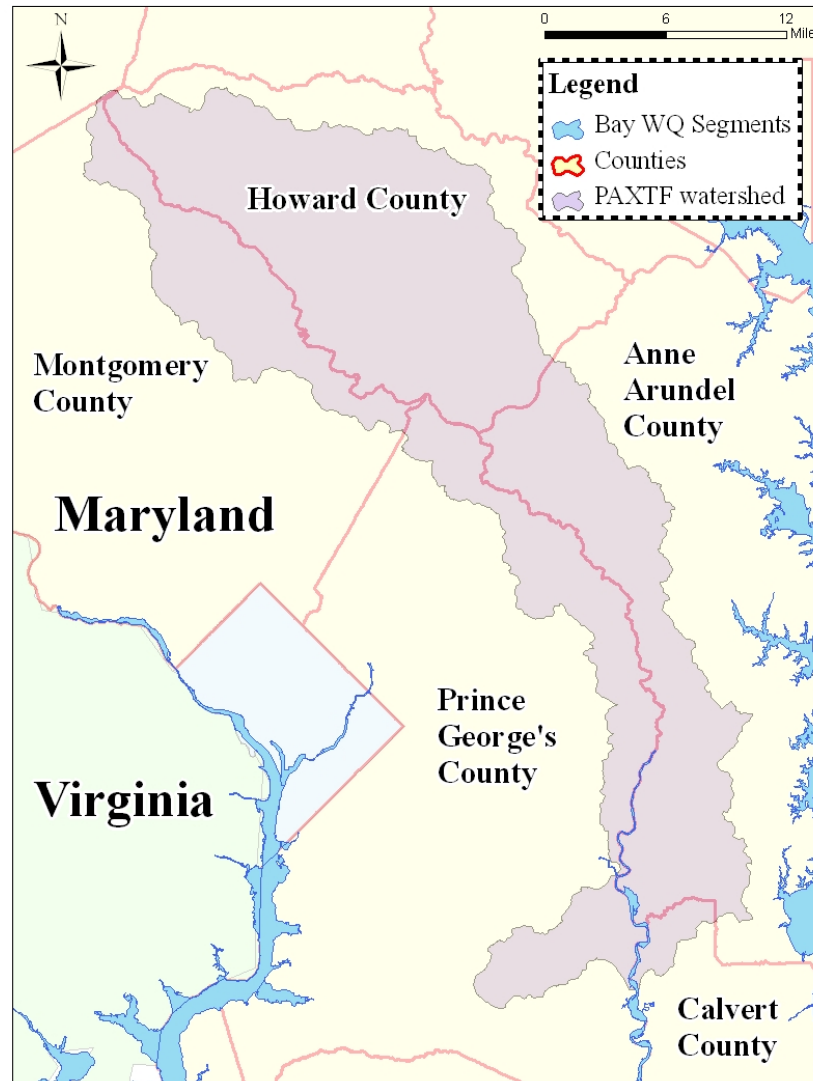 N
0 6 12
Mile
Legend
Bay WQ Segments
Counties
PAXTF watershed
Howard County
Montgomery
County
Anne
Arundel
County
Maryland
Prince
George's
County
Virginia
Calvert
County